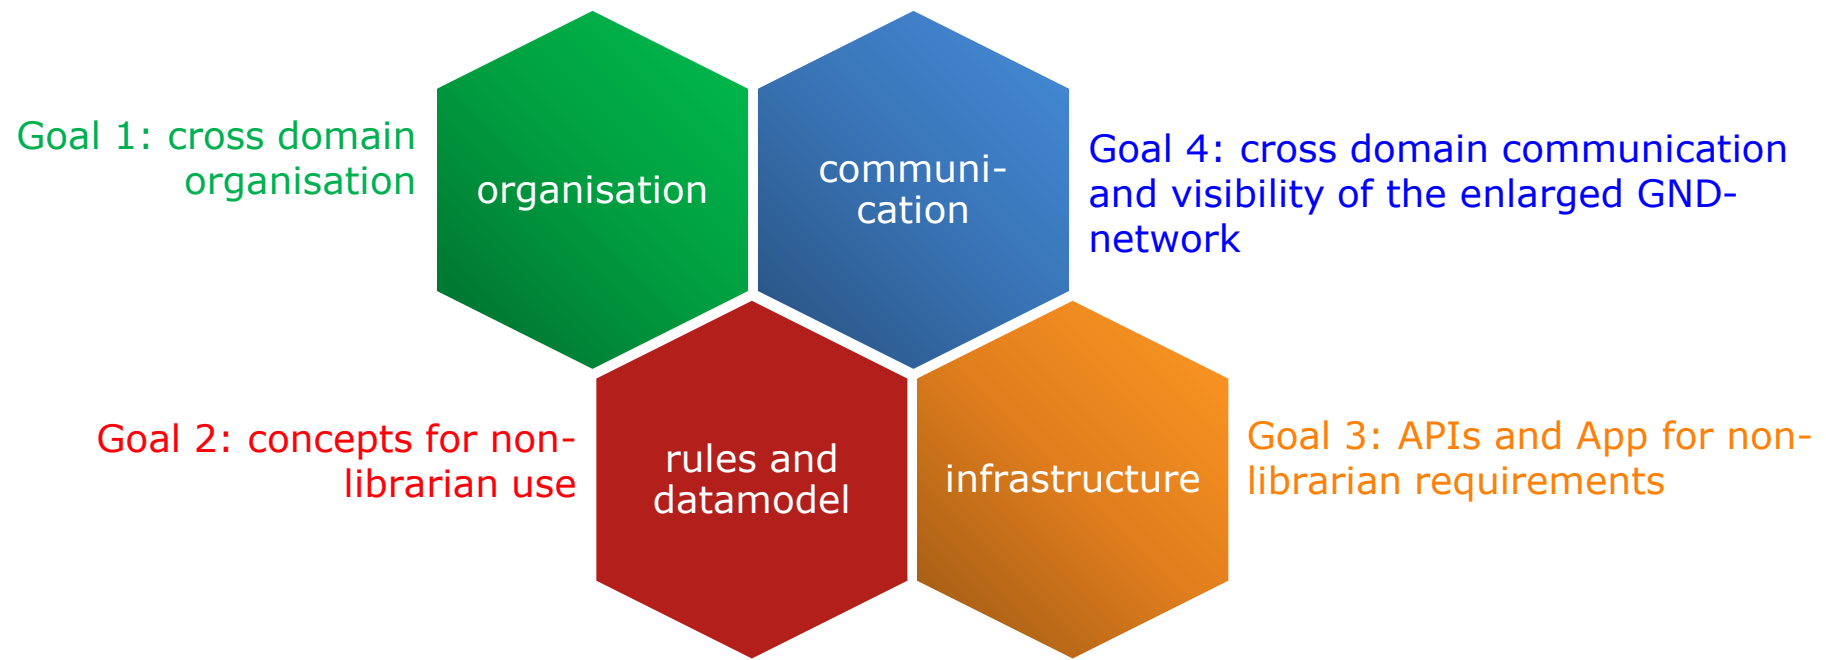 Goal 1: cross domain
organisation
organisation
communi-
cation
Goal 4: cross domain communication
and visibility of the enlarged GND-
network
Goal 2: concepts for non-
librarian use
rules and
datamodel
infrastructure
Goal 3: APIs and App for non-
librarian requirements